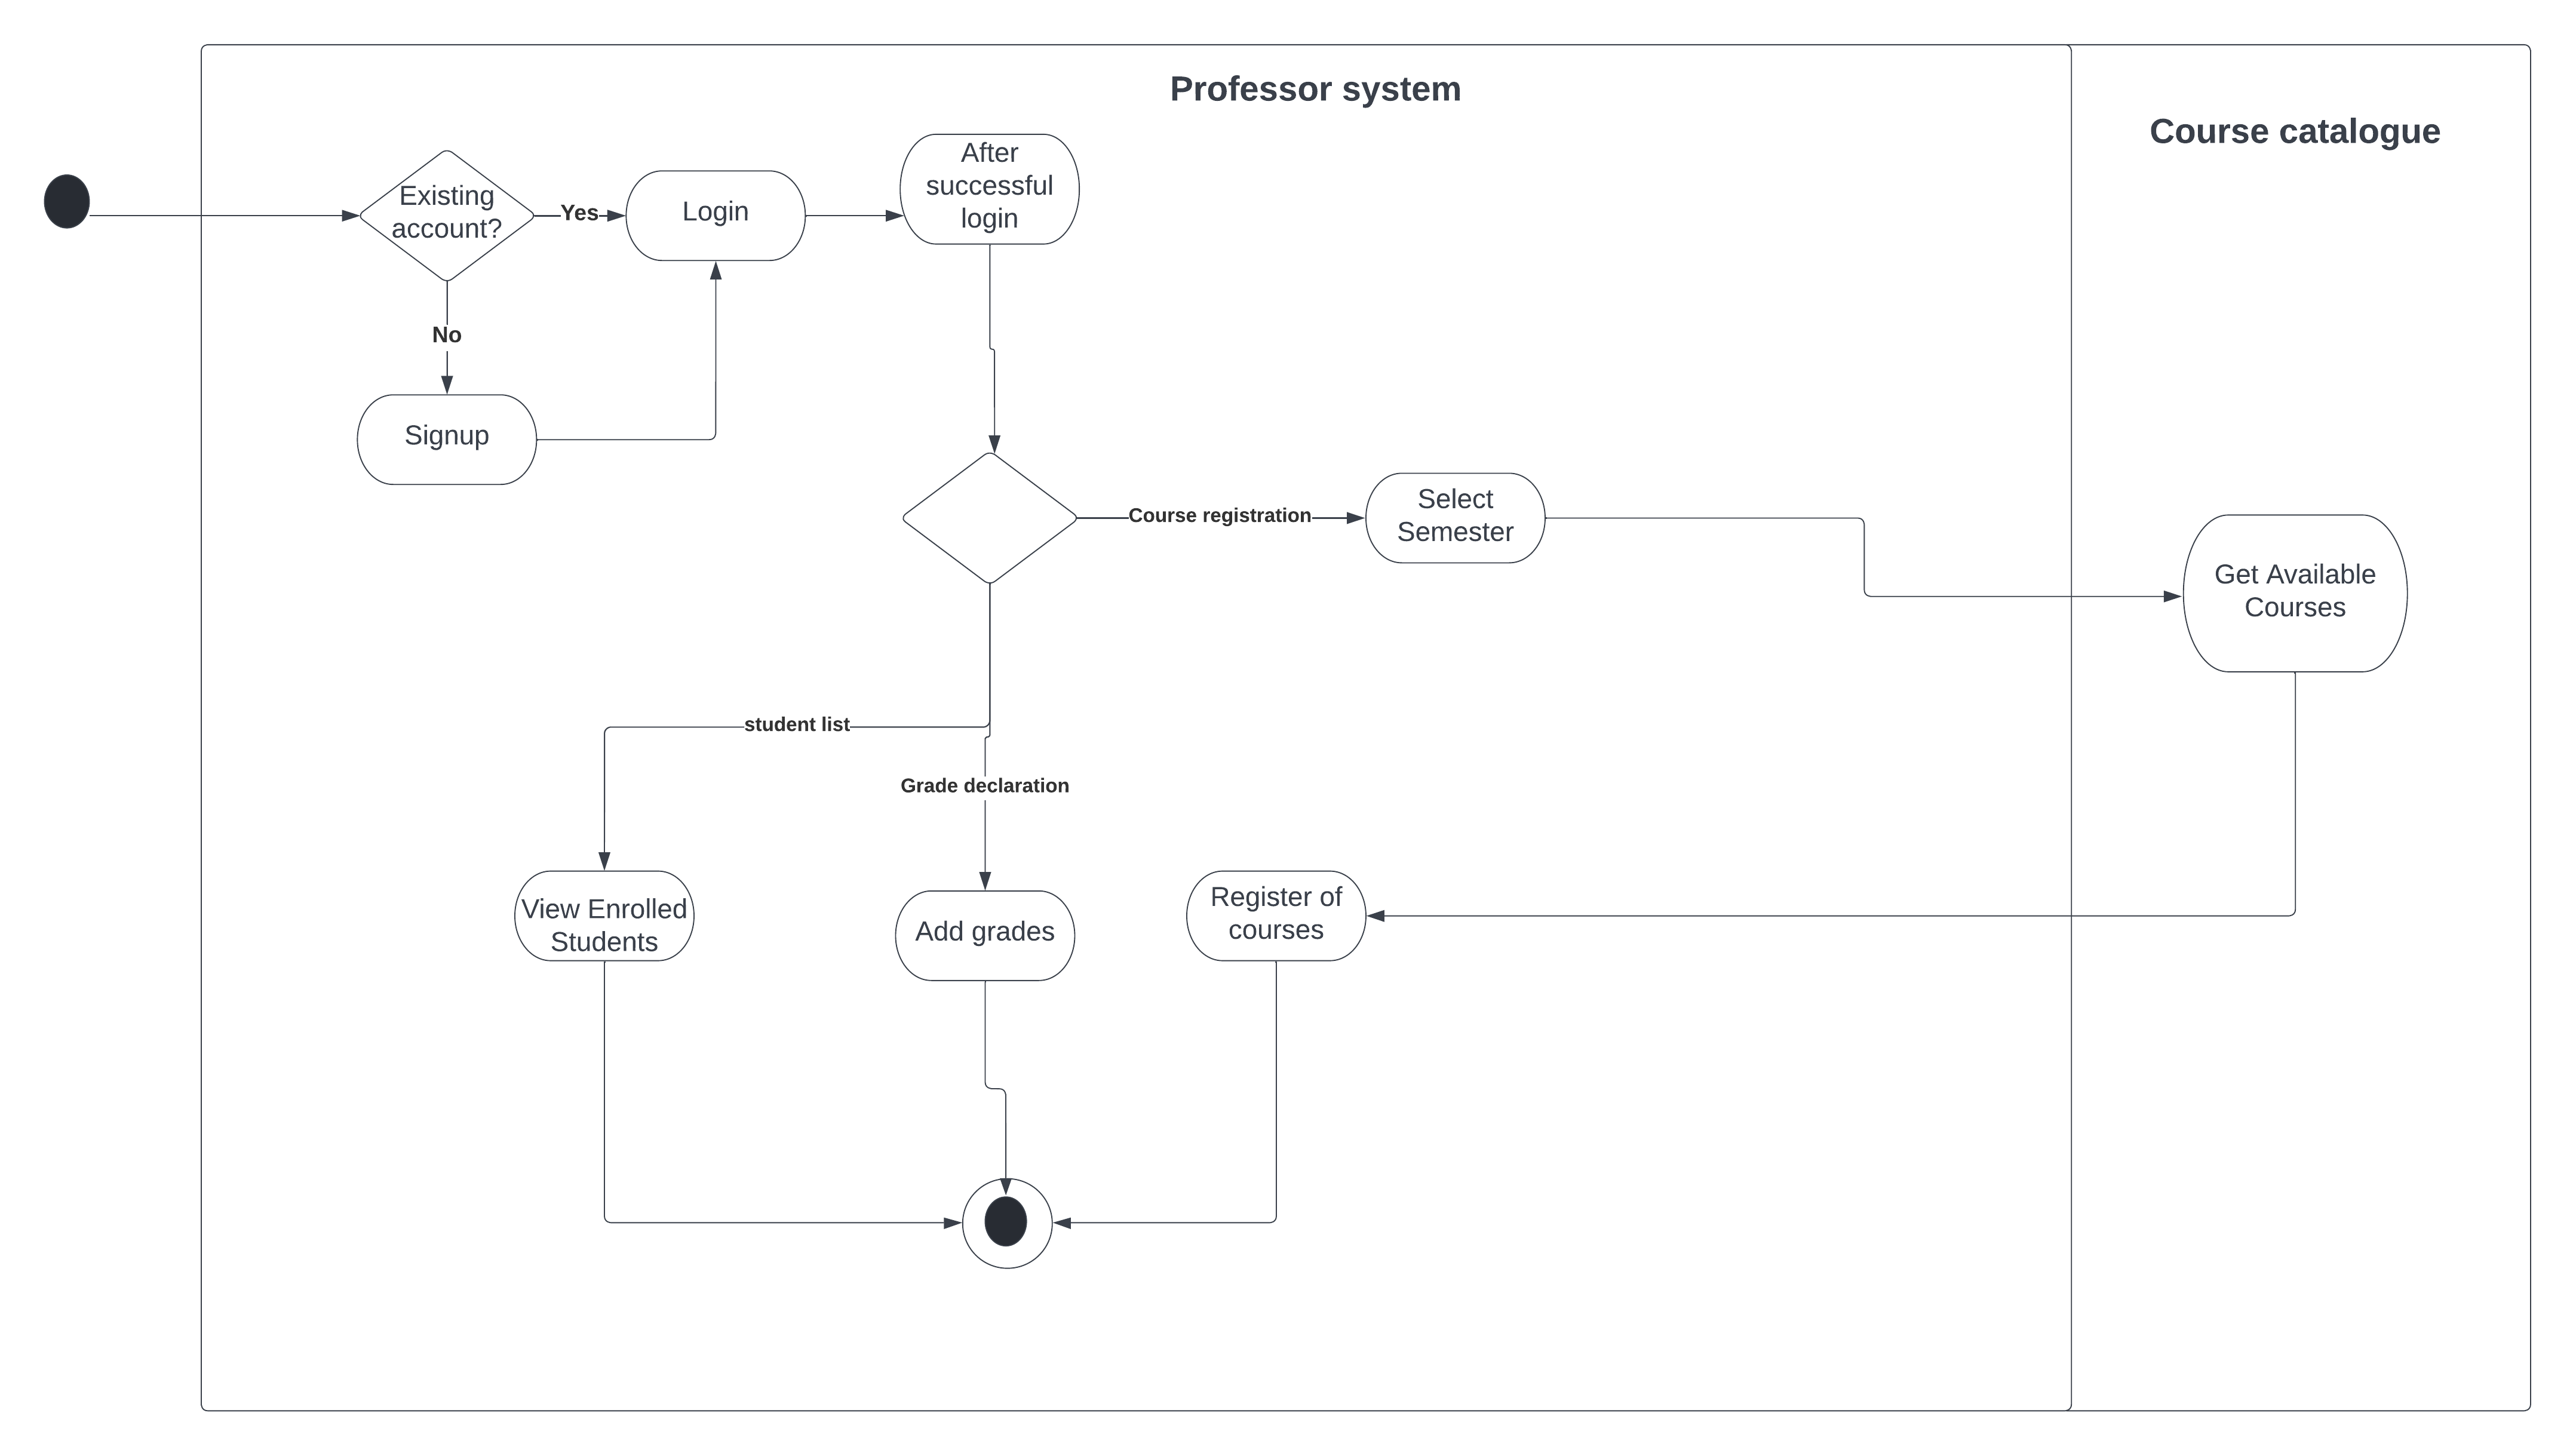 Professor system
Course catalogue
Existing
account?
Yes
Login
After
successful
login
No
Signup
Course registration
Select
Semester
Get Available
Courses
student list
Grade declaration
View Enrolled
Students
Add grades
Register of
courses